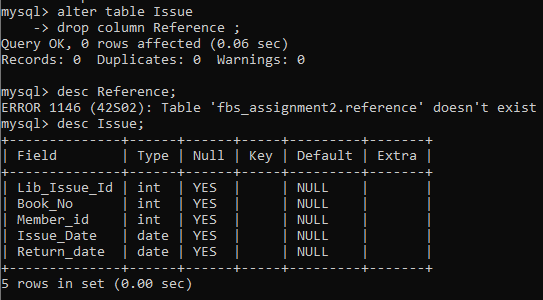 mysql> alter table Issue
    -> drop column Reference ;
Query OK, 0 rows affected (0.06 sec)
Records: 0  Duplicates: 0  Warnings: 0

mysql> desc Reference;
ERROR 1146 (42S02): Table 'fbs_assignment2.reference' doesn't exist
mysql> desc Issue;
+--------------+------+------+-----+---------+-------+
| Field        | Type | Null | Key | Default | Extra |
+--------------+------+------+-----+---------+-------+
| Lib_Issue_Id | int  | YES  |     | NULL    |       |
| Book_No      | int  | YES  |     | NULL    |       |
| Member_id    | int  | YES  |     | NULL    |       |
| Issue_Date   | date | YES  |     | NULL    |       |
| Return_date  | date | YES  |     | NULL    |       |
+--------------+------+------+-----+---------+-------+
5 rows in set (0.00 sec)